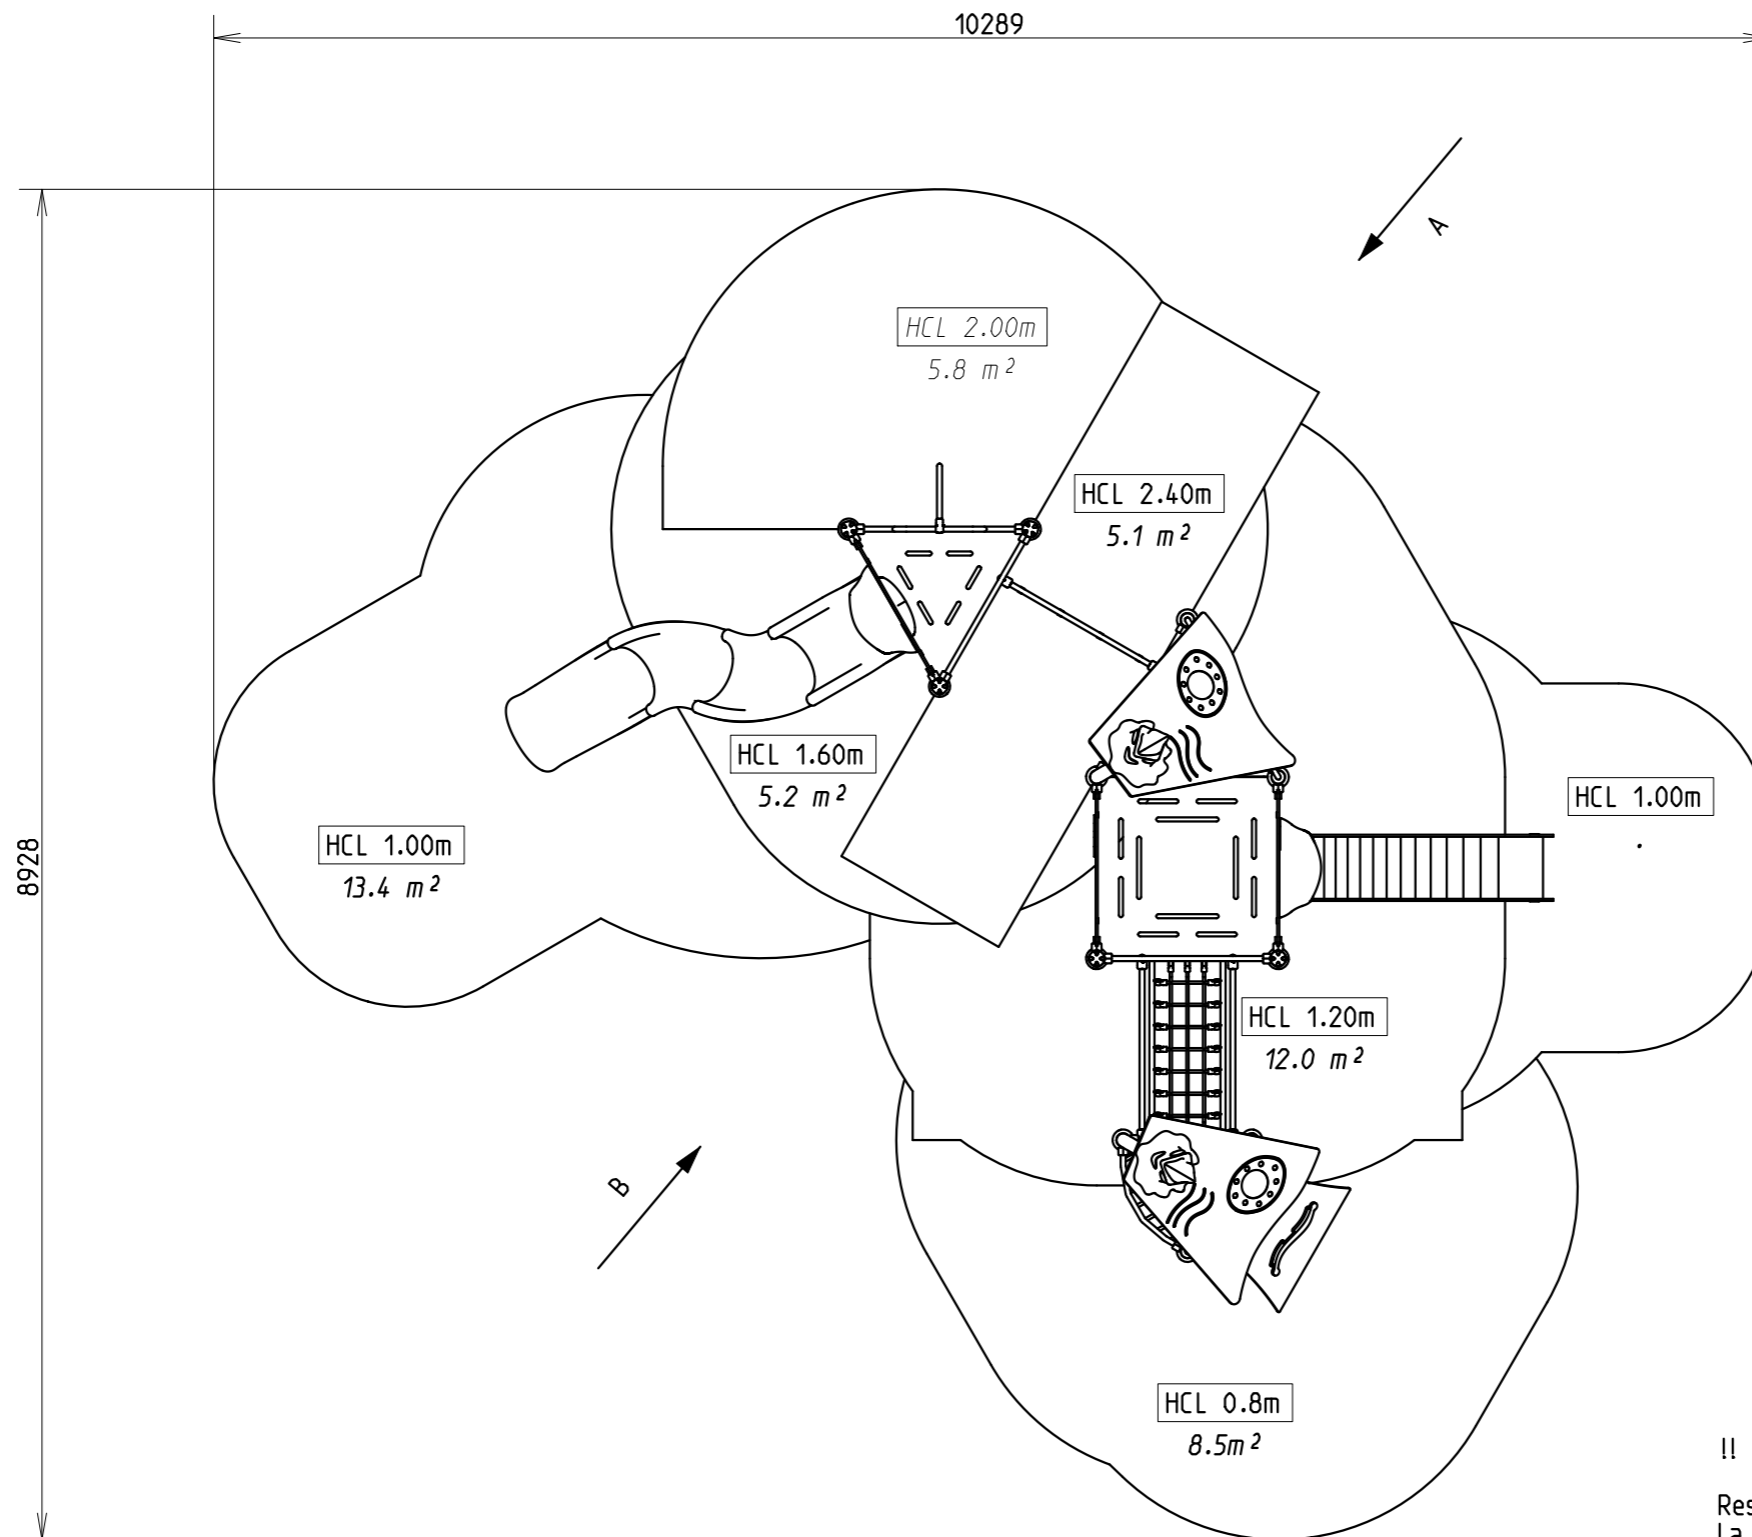 10289
A
HCL 2.00m
5.8 m²
HCL 2.40m
5.1 m²
HCL 1.60m
5.2 m²
HCL 1.00m
.
HCL 1.00m
13.4 m²
8928
HCL 1.20m
12.0 m²
B
HCL 0.8m
8.5m²
!!
Res
La